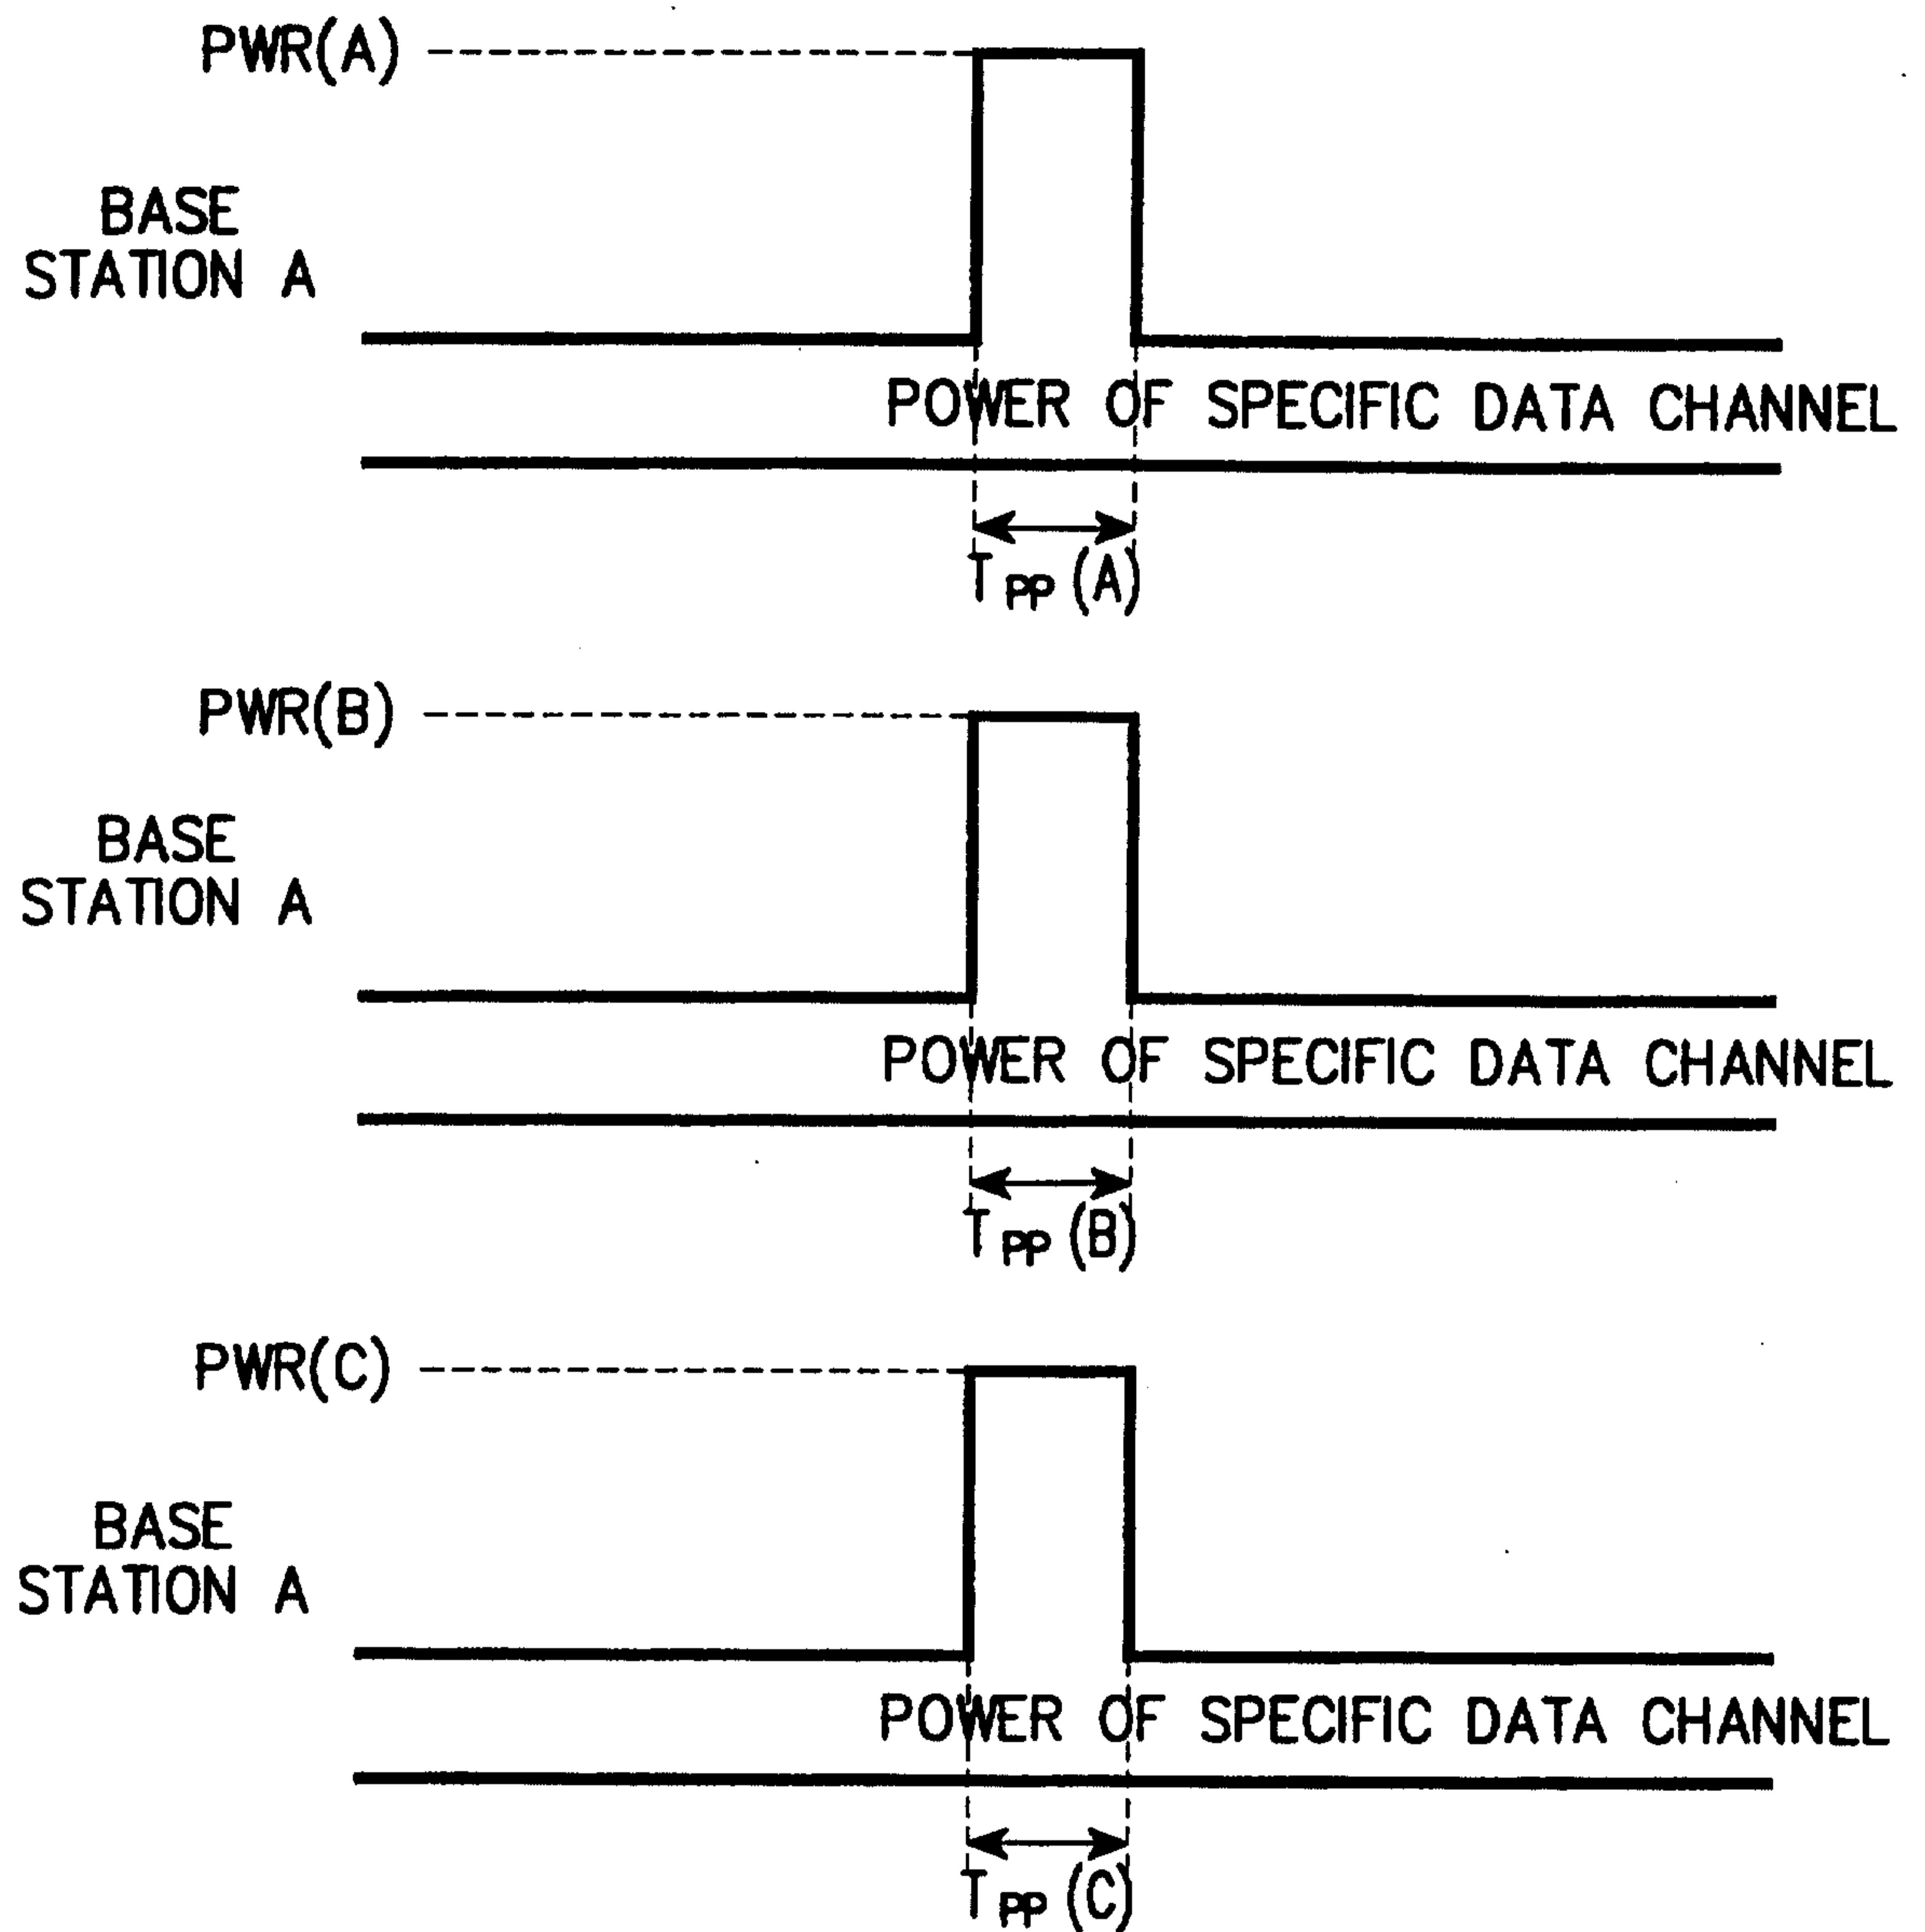 PWR(A)
BASE
STATION A
POWER OF SPECIFIC DATA CHANNEL
Tpp (A)
PWR(B)
BASE
STATION A
POWER OF SPECIFIC DATA CHANNEL
Tpp (B)
PWR(C)
BASE
STATION A
POWER OF SPECIFIC DATA CHANNEL
Tpp (C)